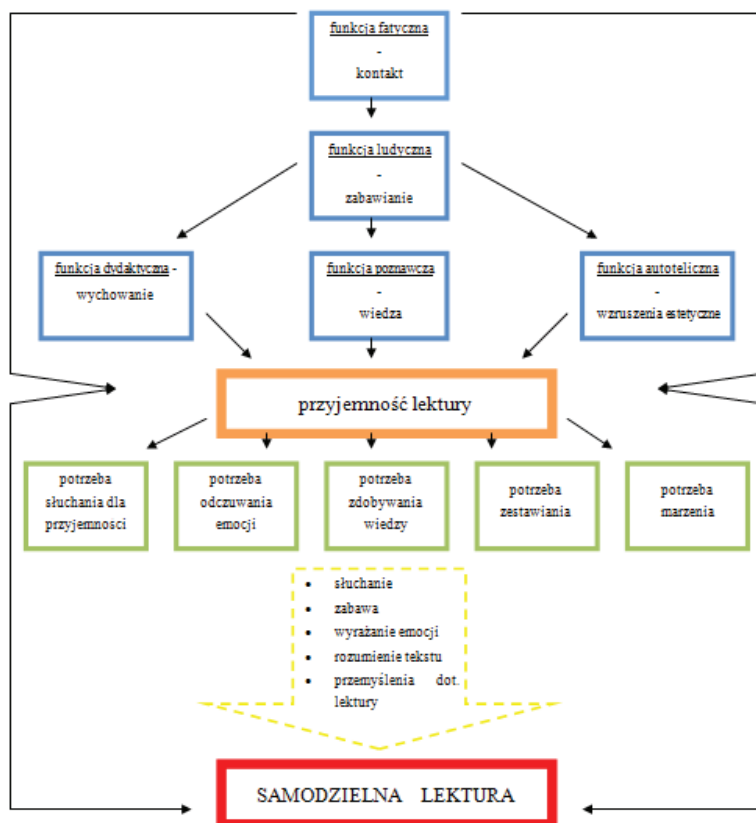 funkcja fatyczna
-
kontakt
funkcja ludyczna
-
zabawianie
funkcja dydaktyczna -
wychowanie
funkcja poznawcza
-
wiedza
funkcja autoteliczna
-
wzruszenia estetyczne
przyjemność lektury
potrzeba
słuchania dla
przyjemnosci
potrzeba
odczuwania
emocji
potrzeba
zdobywania
wiedzy
potrzeba
zestawiania
potrzeba
marzenia
• słuchanie
• zabawa
• wyrażanie emocji
• rozumienie tekstu
• przemyślenia dot.
lektury
SAMODZIELNA LEKTURA